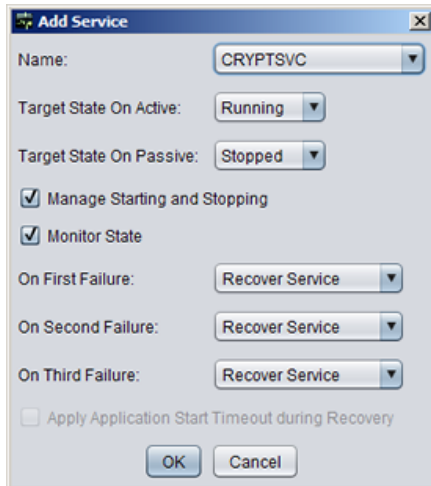 Add Service
Name: CRYPTSVC
Target State On Active: Running
Target State On Passive: Stopped
Manage Starting and Stopping
Monitor State
On First Failure: Recover Service
On Second Failure: Recover Service
On Third Failure: Recover Service
Apply Application Start Timeout during Recovery
OK Cancel